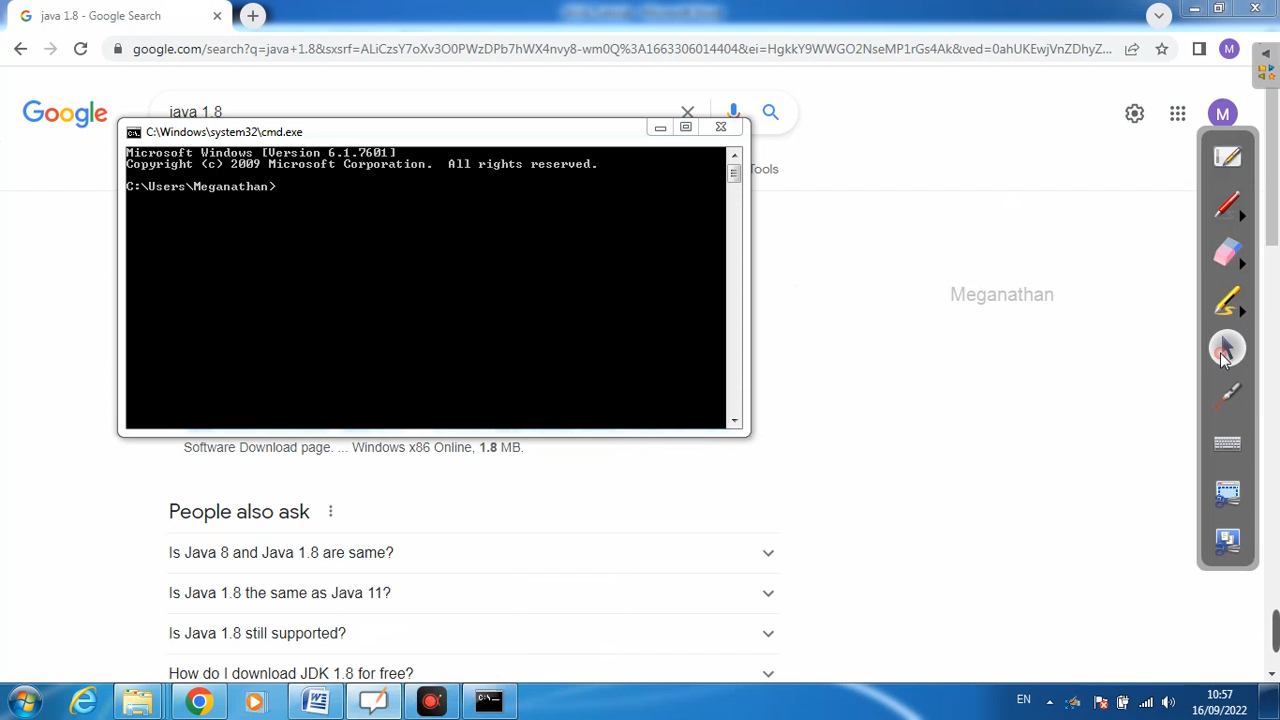 java 1.8 - Google Search
google.com/search?q=java+1.8&sxsrf=ALiCzsY7oXv3O0PWzDPb7hWX4nvy8-wm0Q%3A1663306014404&ei=HgkkY9WWGO2NseMP1rGs4Ak&ved=0ahUKEwjVnZDhyZ...
M
Google
java 1.8
M
C:\Windows\system32\cmd.exe
Microsoft Windows [Version 6.1.7601]
Copyright (c) 2009 Microsoft Corporation. All rights reserved.
Tools
C:\Users\Meganathan>
Meganathan
Software Download page. ... Windows x86 Online, 1.8 MB.
People also ask
Is Java 8 and Java 1.8 are same?
Is Java 1.8 the same as Java 11?
Is Java 1.8 still supported?
How do I download JDK 1.8 for free?
EN
10:57
16/09/2022